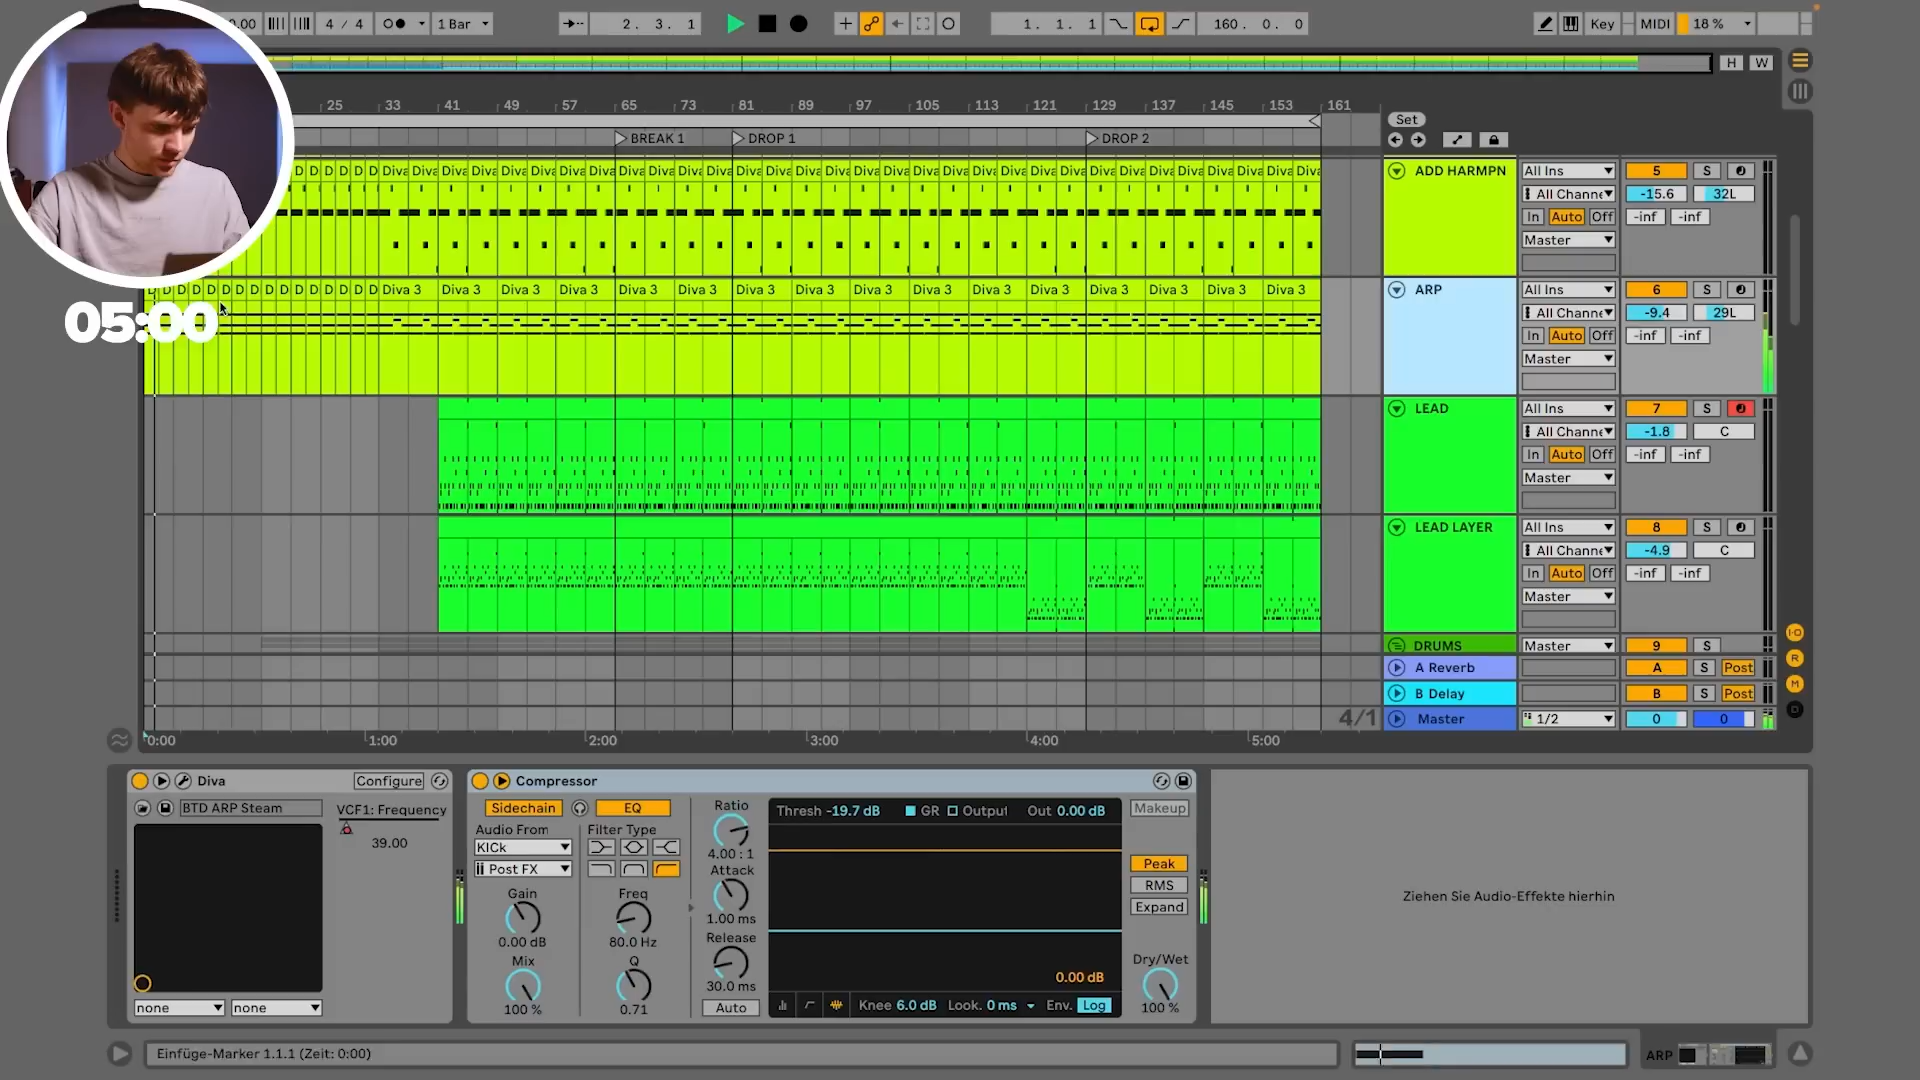 .00 4 / 4 1 Bar 2. 3. 1 1. 1. 1 160. 0. 0 Key MIDI 18 %
H W
25 33 41 49 57 65 73 81 89 97 105 113 121 129 137 145 153 161
Set
BREAK 1 DROP 1 DROP 2
D D D D D D Diva Diva Diva Diva Diva Diva Diva Diva Diva Diva Diva Diva Diva Diva Diva Diva Diva Diva Diva Diva Diva Diva Diva Diva Diva Diva Diva Diva Diva Diva Diva Diva
ADD HARMPN All Ins 5 S
All Channe -15.6 32L
In Auto Off -inf -inf
Master
D D D D D D D D D D D D D D D D Diva 3 Diva 3 Diva 3 Diva 3 Diva 3 Diva 3 Diva 3 Diva 3 Diva 3 Diva 3 Diva 3 Diva 3 Diva 3 Diva 3 Diva 3 Diva 3
ARP All Ins 6 S
05:00
All Channe -9.4 29L
In Auto Off -inf -inf
Master
LEAD All Ins 7 S
All Channe -1.8 C
In Auto Off -inf -inf
Master
LEAD LAYER All Ins 8 S
All Channe -4.9 C
In Auto Off -inf -inf
Master
DRUMS Master 9 S
A Reverb A S Post
B Delay B S Post
4/1 Master 1/2 0 0
I·O
R
M
D
0:00 1:00 2:00 3:00 4:00 5:00
Diva Configure
BTD ARP Steam VCF1: Frequency
39.00
none none
Compressor
Sidechain EQ
Audio From Filter Type
KICk
Post FX
Gain Freq
0.00 dB 80.0 Hz
Mix Q
100 % 0.71
Ratio
4.00 : 1
Attack
1.00 ms
Release
30.0 ms
Auto
Thresh -19.7 dB GR Output Out 0.00 dB
0.00 dB
Knee 6.0 dB Look. 0 ms Env. Log
Makeup
Peak
RMS
Expand
Dry/Wet
100 %
Ziehen Sie Audio-Effekte hierhin
Einfüge-Marker 1.1.1 (Zeit: 0:00)
ARP